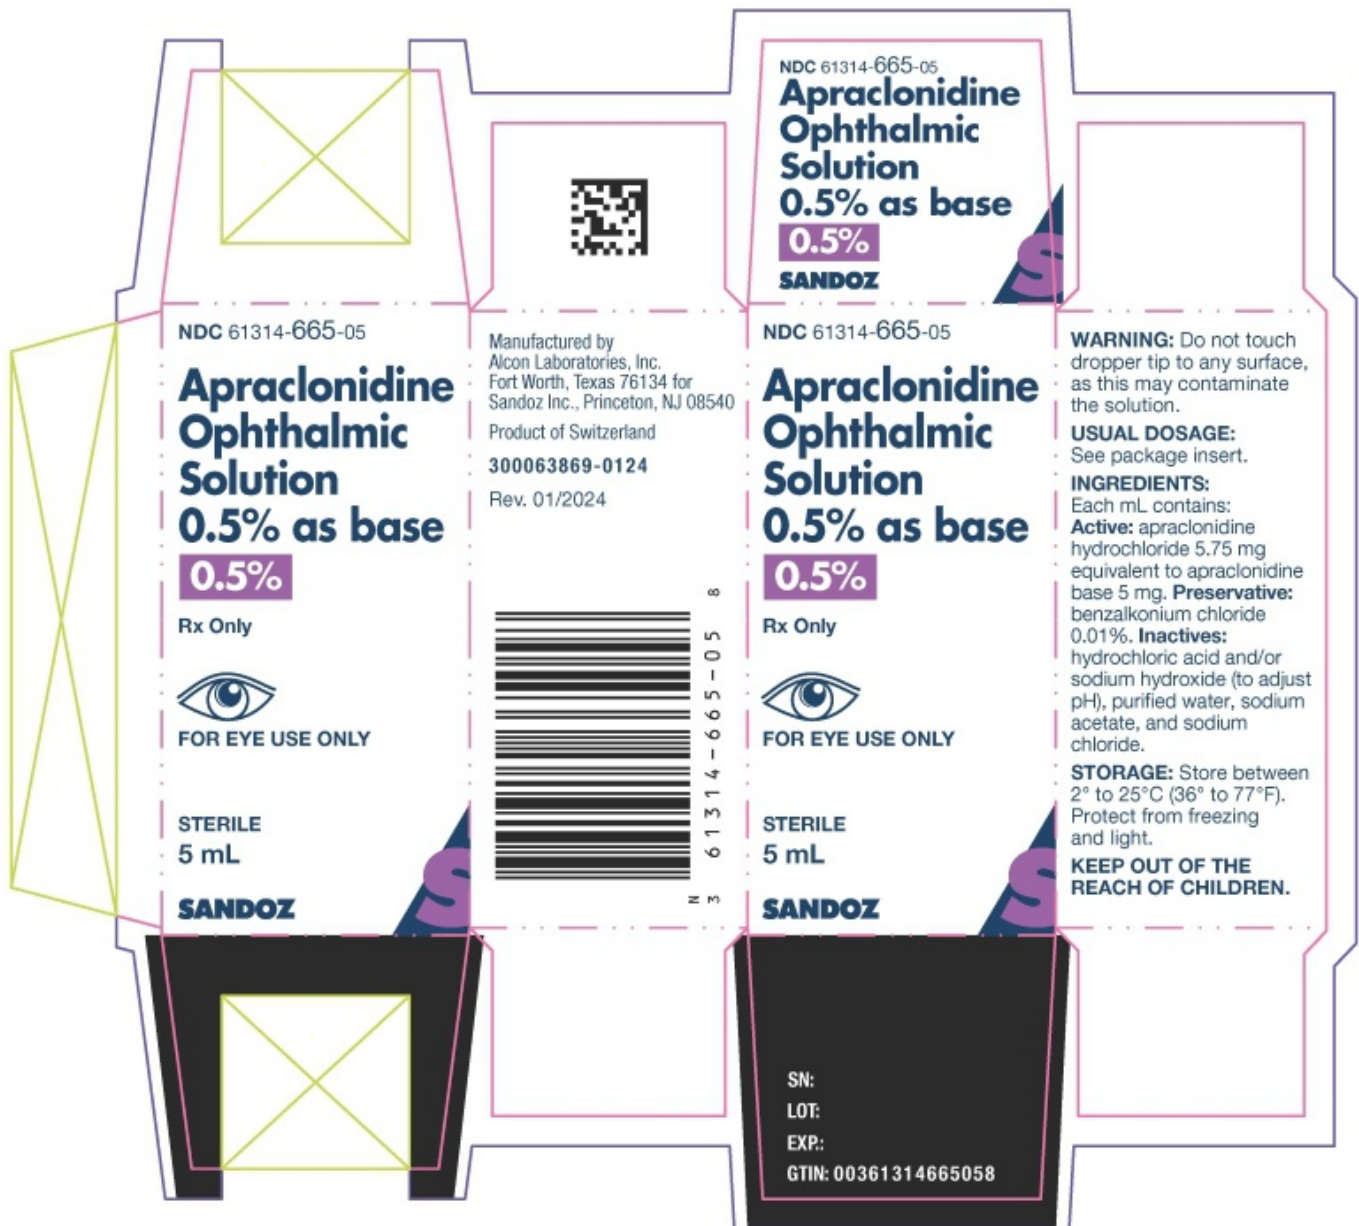 NDC 61314-665-05
Apraclonidine
Ophthalmic
Solution
0.5% as base
0.5%
SANDOZ
S
NDC 61314-665-05
Apraclonidine
Ophthalmic
Solution
0.5% as base
0.5%
Rx Only
FOR EYE USE ONLY
STERILE
5 mL
SANDOZ
S
Manufactured by
Alcon Laboratories, Inc.
Fort Worth, Texas 76134 for
Sandoz Inc., Princeton, NJ 08540
Product of Switzerland
300063869-0124
Rev. 01/2024
N
3 61314-665-05 8
NDC 61314-665-05
Apraclonidine
Ophthalmic
Solution
0.5% as base
0.5%
Rx Only
FOR EYE USE ONLY
STERILE
5 mL
SANDOZ
S
WARNING: Do not touch
dropper tip to any surface,
as this may contaminate
the solution.
USUAL DOSAGE:
See package insert.
INGREDIENTS:
Each mL contains:
Active: apraclonidine
hydrochloride 5.75 mg
equivalent to apraclonidine
base 5 mg. Preservative:
benzalkonium chloride
0.01%. Inactives:
hydrochloric acid and/or
sodium hydroxide (to adjust
pH), purified water, sodium
acetate, and sodium
chloride.
STORAGE: Store between
2° to 25°C (36° to 77°F).
Protect from freezing
and light.
KEEP OUT OF THE
REACH OF CHILDREN.
SN:
LOT:
EXP.:
GTIN: 00361314665058